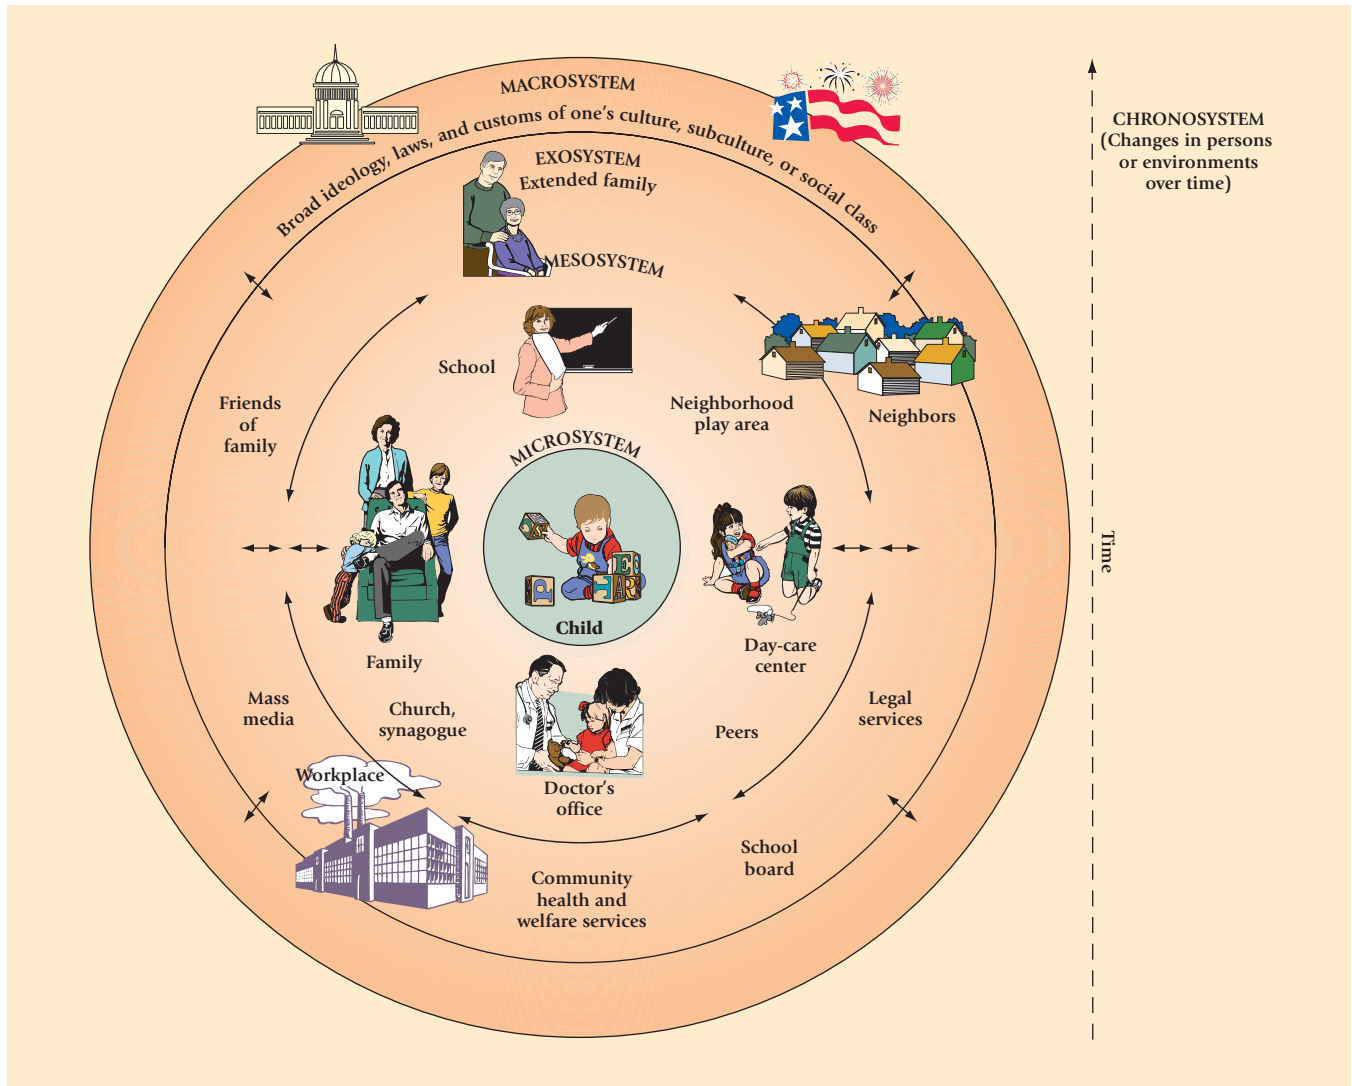 MACROSYSTEM
Broad ideology, laws, and customs of one's culture, subculture, or social class
EXOSYSTEM
Extended family
MESOSYSTEM
CHRONOSYSTEM
(Changes in persons
or environments
over time)
Time
School
Neighborhood
play area
Neighbors
Friends
of
family
MICROSYSTEM
Child
Family
Day-care
center
Mass
media
Church,
synagogue
Peers
Legal
services
Workplace
Doctor's
office
School
board
Community
health and
welfare services